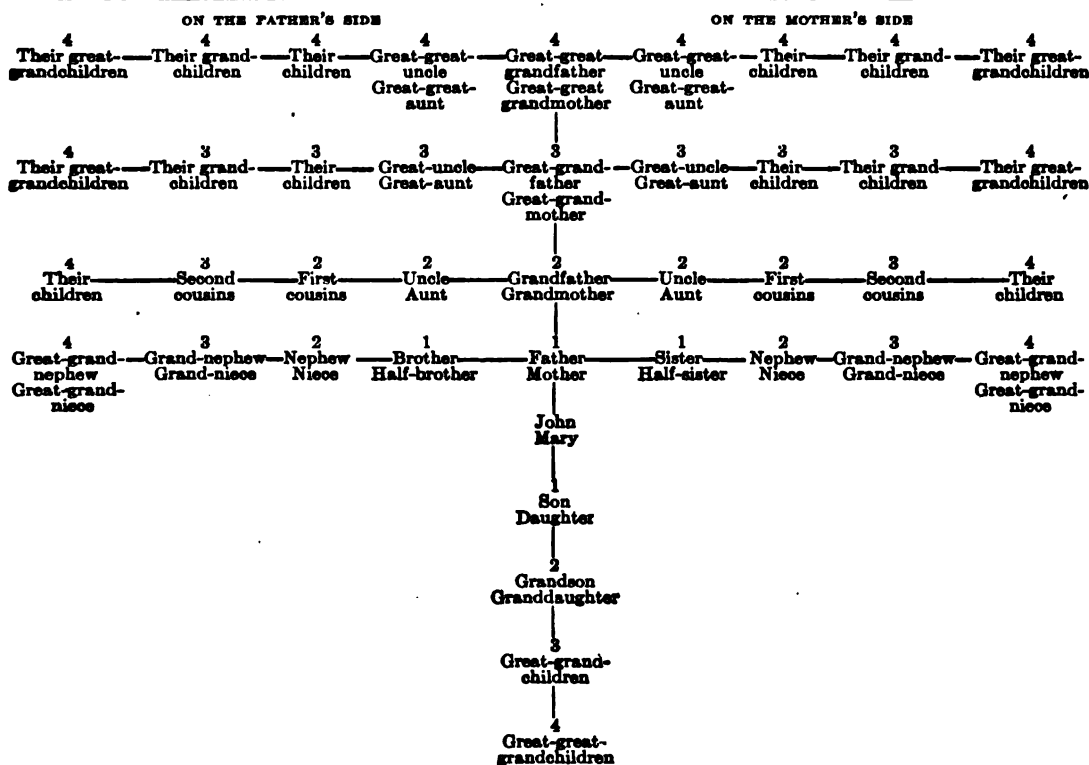 ON THE FATHER'S SIDE ON THE MOTHER'S SIDE
4 4 4 4 4 4 4 4 4
Their great- Their grand- Their Great-great- Great-great Great-great- Their Their grand- Their great-
grandchildren children children uncle grandfather uncle children children grandchildren
Great-great- Great-great Great-great-
aunt grandmother aunt
4 3 3 3 3 3 3 3 4
Their great- Their grand- Their Great-uncle Great-grand- Great-uncle Their Their grand- Their great-
grandchildren children children Great-aunt father Great-aunt children children grandchildren
Great-grand-
mother
4 3 2 2 2 2 2 3 4
Their Second First Uncle Grandfather Uncle First Second Their
children cousins cousins Aunt Grandmother Aunt cousins cousins children
4 3 2 1 1 1 2 3 4
Great-grand- Grand-nephew Nephew Brother Father Sister Nephew Grand-nephew Great-grand-
nephew Grand-niece Niece Half-brother Mother Half-sister Niece Grand-niece nephew
Great-grand- Great-grand-
niece niece
John
Mary
1
Son
Daughter
2
Grandson
Granddaughter
3
Great-grand-
children
4
Great-great-
grandchildren